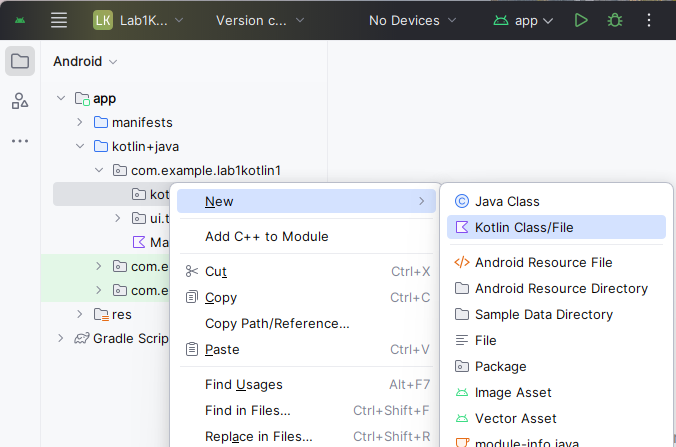 LK Lab1K... Version c... No Devices app
Android
app
manifests
kotlin+java
com.example.lab1kotlin1
kot
ui.t
Ma
com.e
com.e
res
Gradle Scrip
New
Add C++ to Module
Cut Ctrl+X
Copy Ctrl+C
Copy Path/Reference...
Paste Ctrl+V
Find Usages Alt+F7
Find in Files... Ctrl+Shift+F
Replace in Files... Ctrl+Shift+R
Java Class
Kotlin Class/File
Android Resource File
Android Resource Directory
Sample Data Directory
File
Package
Image Asset
Vector Asset
module-info.java